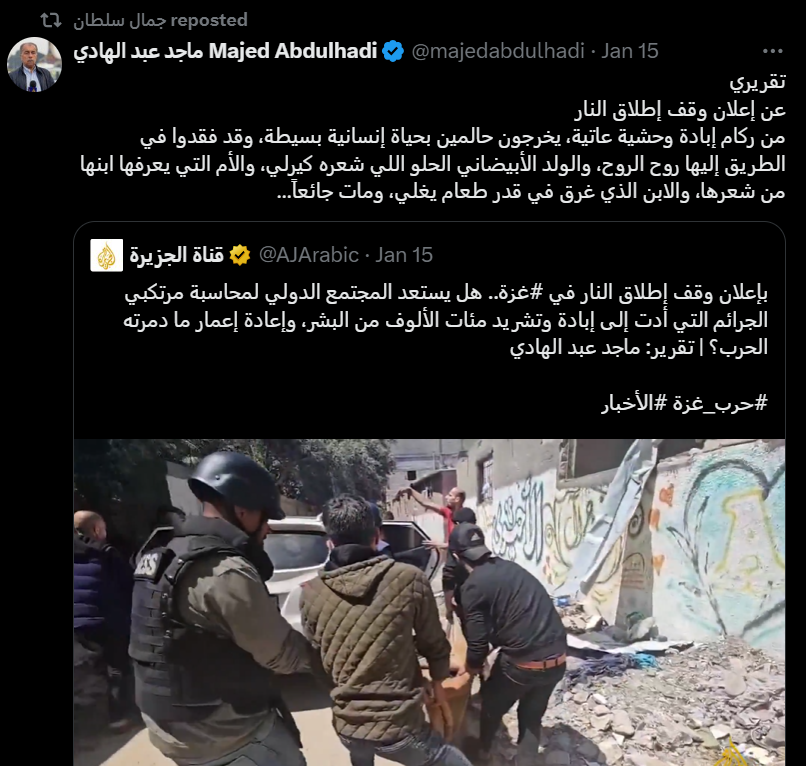 جمال سلطان reposted
ماجد عبد الهادي Majed Abdulhadi @majedabdulhadi · Jan 15
تقريري
عن إعلان وقف إطلاق النار
من ركام إبادة وحشية عاتية، يخرجون حالمين بحياة إنسانية بسيطة، وقد فقدوا في
الطريق إليها روح الروح، والولد الأبيضاني الحلو اللي شعره كيرلي، والأم التي يعرفها ابنها
من شعرها، والابن الذي غرق في قدر طعام يغلي، ومات جائعاً...
قناة الجزيرة @AJArabic · Jan 15
بإعلان وقف إطلاق النار في #غزة.. هل يستعد المجتمع الدولي لمحاسبة مرتكبي
الجرائم التي أدت إلى إبادة وتشريد مئات الألوف من البشر، وإعادة إعمار ما دمرته
الحرب؟ | تقرير: ماجد عبد الهادي
#حرب_غزة #الأخبار